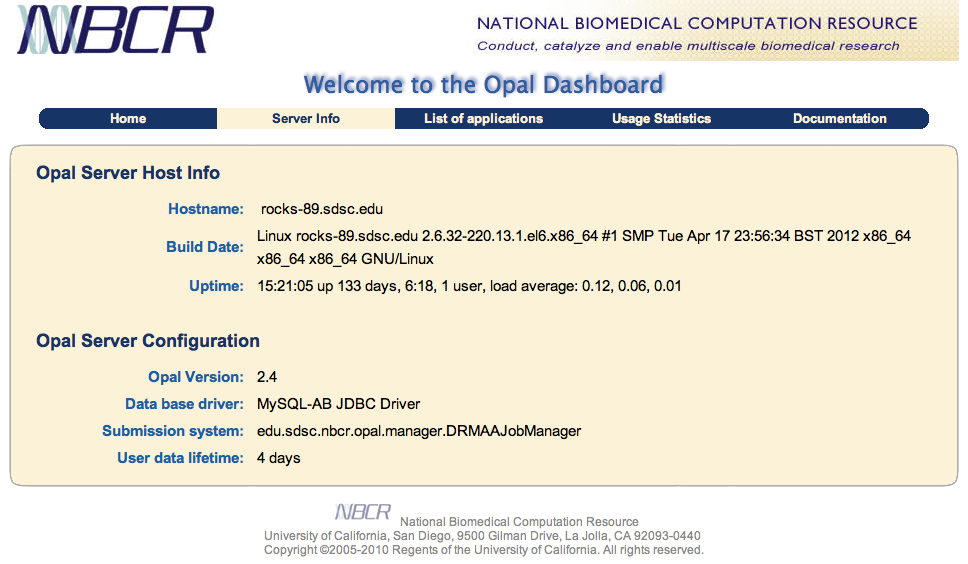 NBCR
NATIONAL BIOMEDICAL COMPUTATION RESOURCE
Conduct, catalyze and enable multiscale biomedical research
Welcome to the Opal Dashboard
Home Server Info List of applications Usage Statistics Documentation
Opal Server Host Info
Hostname: rocks-89.sdsc.edu
Build Date: Linux rocks-89.sdsc.edu 2.6.32-220.13.1.el6.x86_64 #1 SMP Tue Apr 17 23:56:34 BST 2012 x86_64
x86_64 x86_64 GNU/Linux
Uptime: 15:21:05 up 133 days, 6:18, 1 user, load average: 0.12, 0.06, 0.01
Opal Server Configuration
Opal Version: 2.4
Data base driver: MySQL-AB JDBC Driver
Submission system: edu.sdsc.nbcr.opal.manager.DRMAAJobManager
User data lifetime: 4 days
NBCR National Biomedical Computation Resource
University of California, San Diego, 9500 Gilman Drive, La Jolla, CA 92093-0440
Copyright ©2005-2010 Regents of the University of California. All rights reserved.